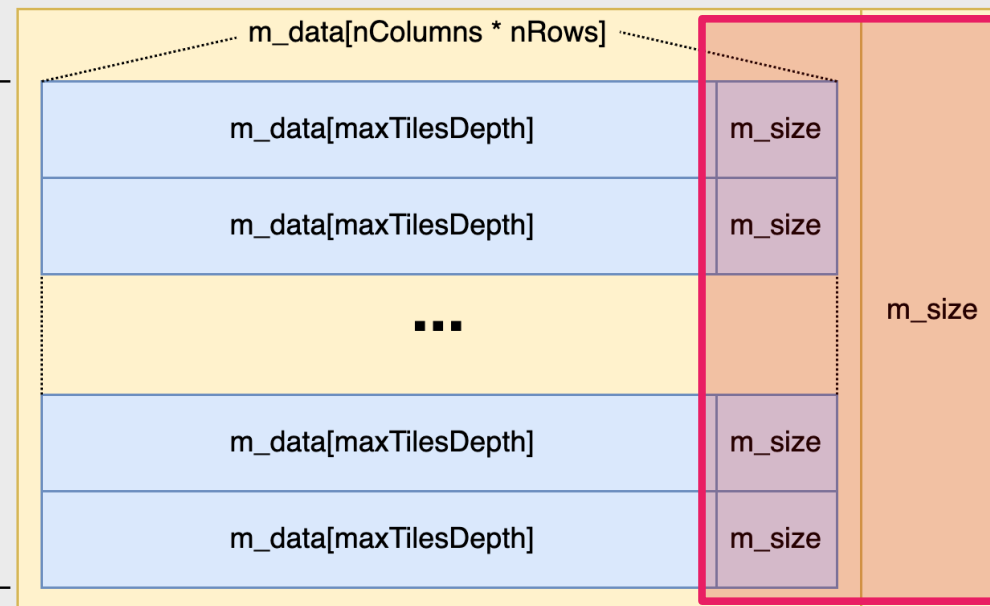 m_data[nColumns * nRows]
m_data[maxTilesDepth] m_size
m_data[maxTilesDepth] m_size
m_size
...
m_data[maxTilesDepth] m_size
m_data[maxTilesDepth] m_size